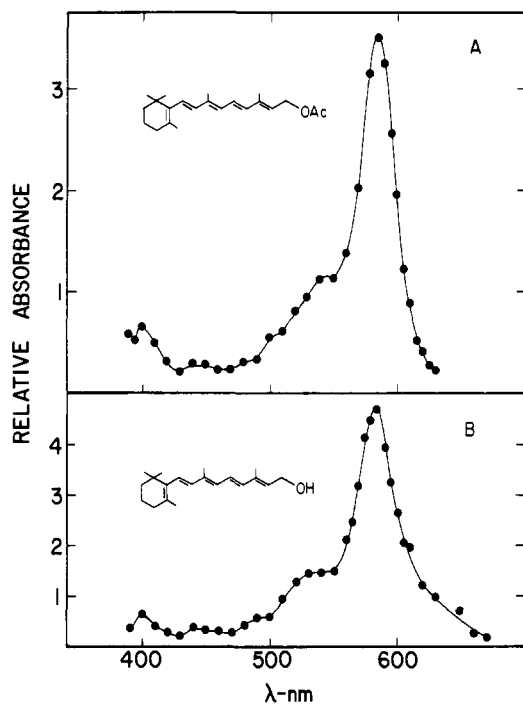 A
3
OAc
2
1
RELATIVE ABSORBANCE
B
4
OH
3
2
1
400 500 600
λ-nm